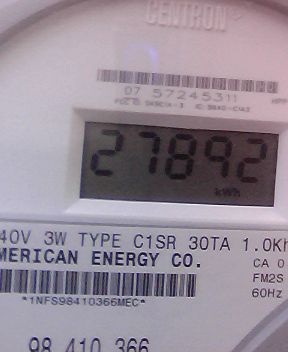 CENTRON
07 57245311
27892
kWh
40V 3W TYPE C1SR 30TA 1.0Kh
MERICAN ENERGY CO.
CA 0
FM2S
60Hz
*1NFS98410366MEC*
98 410 366